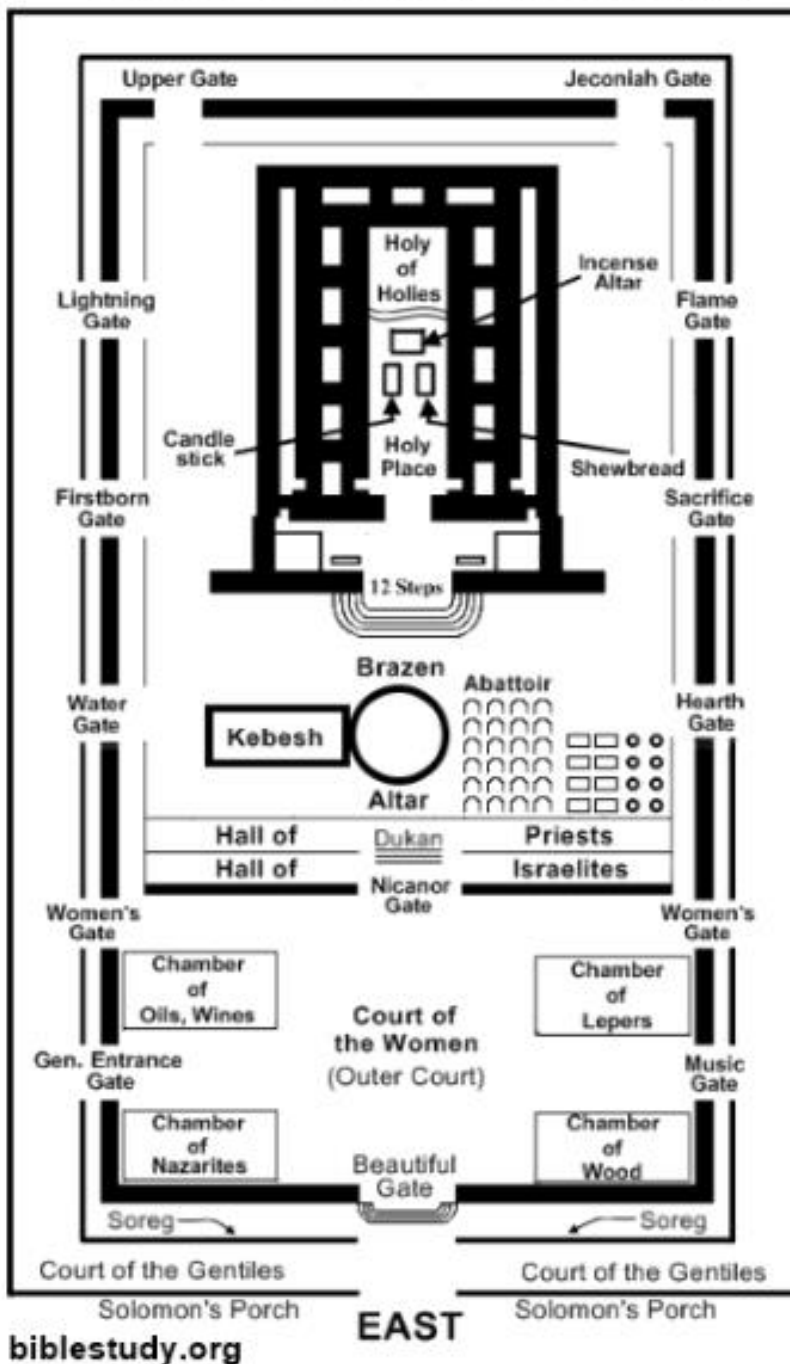 Upper Gate
Jeconiah Gate
Holy
of
Holies
Incense
Altar
Lightning
Gate
Flame
Gate
Candle
stick
Holy
Place
Shewbread
Firstborn
Gate
Sacrifice
Gate
12 Steps
Brazen
Abattoir
Water
Gate
Kebesh
Hearth
Gate
Altar
Hall of Dukan Priests
Hall of Israelites
Nicanor
Gate
Women's
Gate
Women's
Gate
Chamber
of
Oils, Wines
Chamber
of
Lepers
Court of
the Women
(Outer Court)
Gen. Entrance
Gate
Music
Gate
Chamber
of
Nazarites
Chamber
of
Wood
Beautiful
Gate
Soreg
Soreg
Court of the Gentiles
Court of the Gentiles
Solomon's Porch
EAST
Solomon's Porch
biblestudy.org